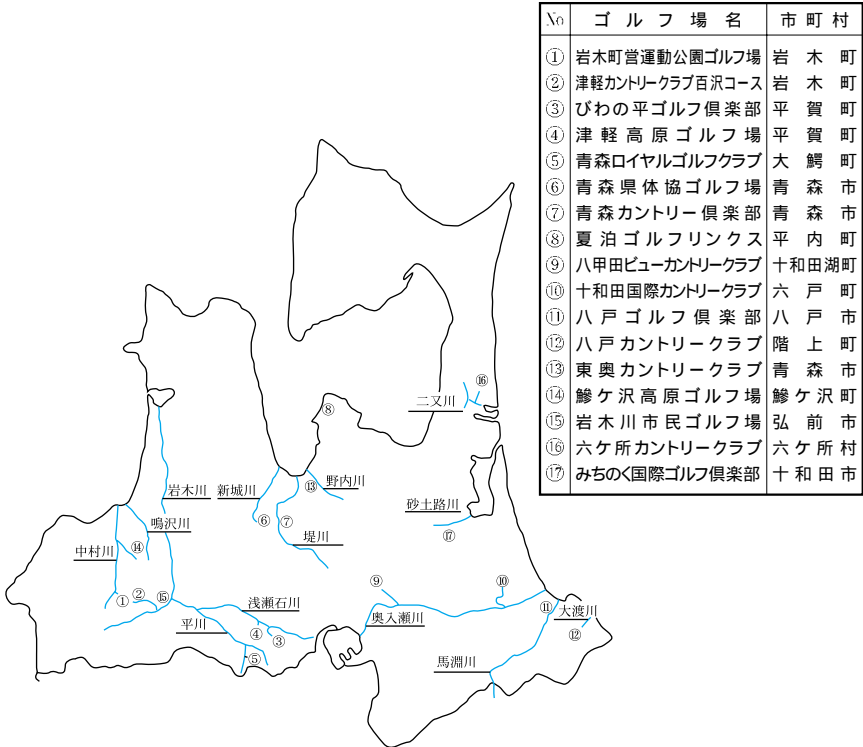 No ゴルフ場名 市町村
① 岩木町営運動公園ゴルフ場 岩木町
② 津軽カントリークラブ百沢コース 岩木町
③ びわの平ゴルフ倶楽部 平賀町
④ 津軽高原ゴルフ場 平賀町
⑤ 青森ロイヤルゴルフクラブ 大鰐町
⑥ 青森県体協ゴルフ場 青森市
⑦ 青森カントリー倶楽部 青森市
⑧ 夏泊ゴルフリンクス 平内町
⑨ 八甲田ビューカントリークラブ 十和田湖町
⑩ 十和田国際カントリークラブ 六戸町
⑪ 八戸ゴルフ倶楽部 八戸市
⑫ 八戸カントリークラブ 階上町
⑬ 東奥カントリークラブ 青森市
⑭ 鰺ケ沢高原ゴルフ場 鰺ケ沢町
⑮ 岩木川市民ゴルフ場 弘前市
⑯ 六ケ所カントリークラブ 六ケ所村
⑰ みちのく国際ゴルフ倶楽部 十和田市
⑯
二又川
⑧
⑬
野内川
岩木川
新城川
砂土路川
⑥
⑦
鳴沢川
⑰
堤川
中村川
⑭
⑨
⑩
①
②
⑮
浅瀬石川
⑪
大渡川
平川
④
③
奥入瀬川
⑫
⑤
馬淵川